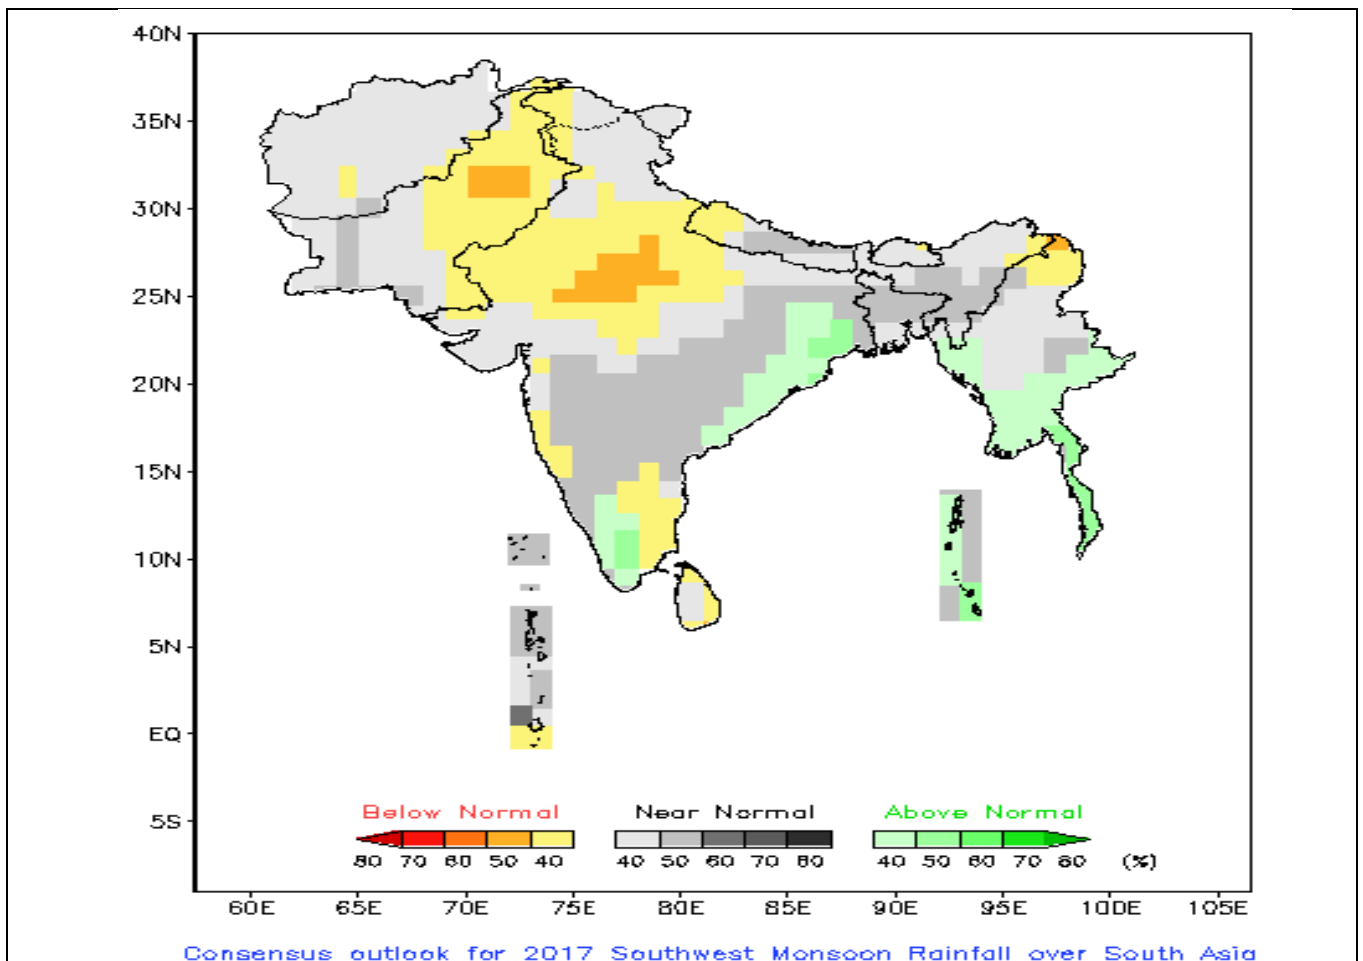 40N
35N
30N
25N
20N
15N
10N
5N
EQ
5S
Below Normal Near Normal Above Normal
80 70 60 50 40 40 50 60 70 80 40 50 60 70 80 (%)
60E 65E 70E 75E 80E 85E 90E 95E 100E 105E
Consensus outlook for 2017 Southwest Monsoon Rainfall over South Asia